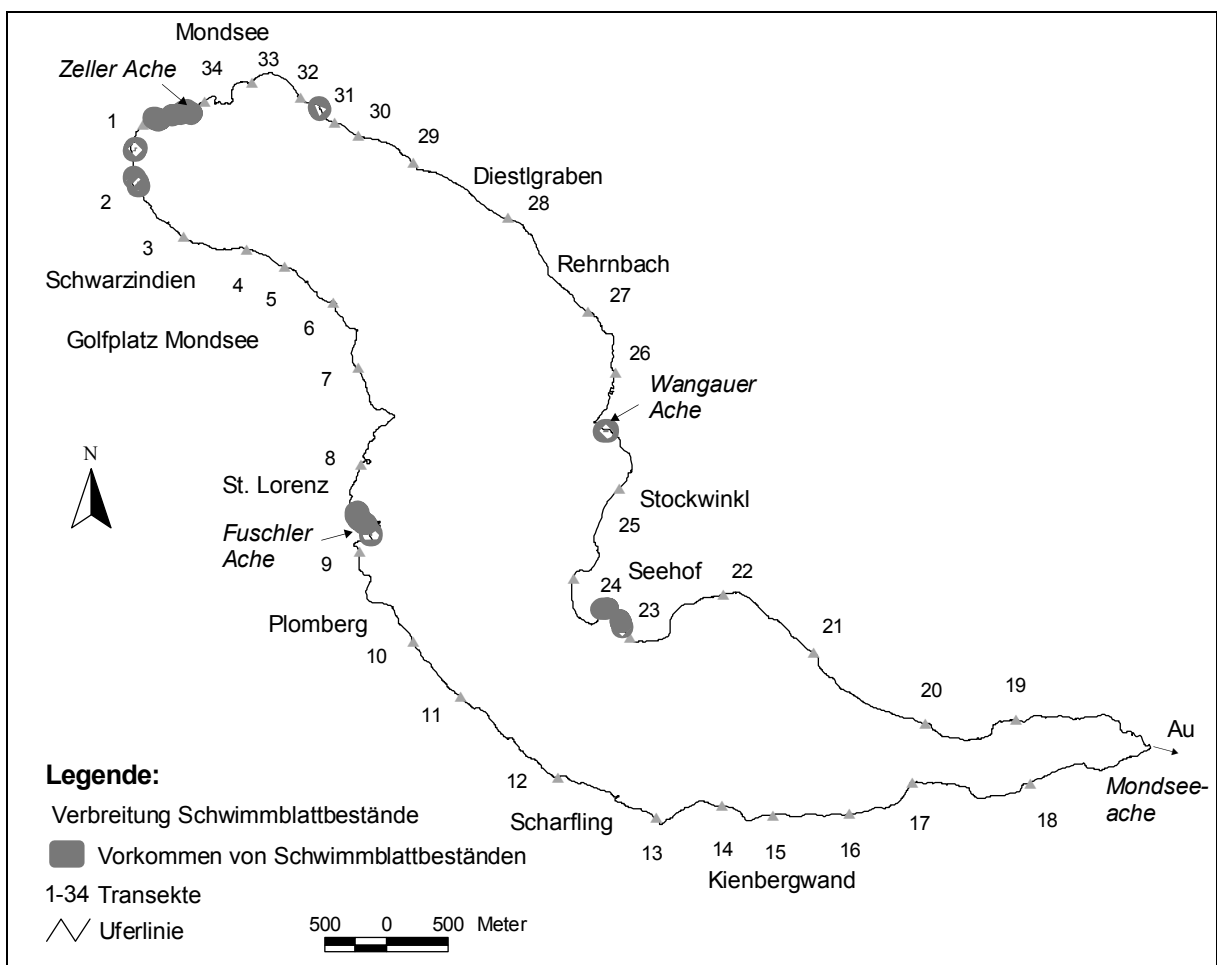 Mondsee
Zeller Ache
34
33
32
31
30
29
1
2
3
Schwarzindien
4
5
6
Golfplatz Mondsee
7
Diestlgraben
28
Rehrnbach
27
26
Wangauer
Ache
N
8
St. Lorenz
Fuschler
Ache
9
Stockwinkl
25
Seehof
24
23
22
21
20
19
Au
Mondsee-
ache
Plomberg
10
11
12
Scharfling
13
14
15
16
17
18
Kienbergwand
Legende:
Verbreitung Schwimmblattbestände
Vorkommen von Schwimmblattbeständen
1-34 Transekte
Uferlinie
500 0 500 Meter